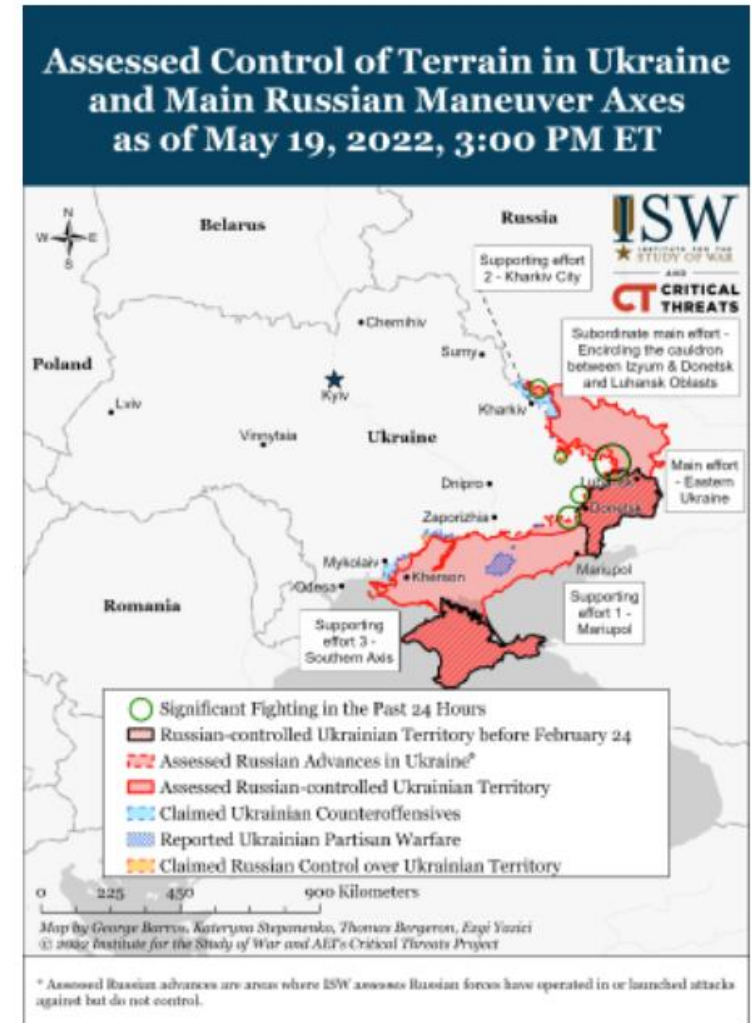 Assessed Control of Terrain in Ukraine
and Main Russian Maneuver Axes
as of May 19, 2022, 3:00 PM ET
N
W E
S
Belarus
Russia
ISW
INSTITUTE FOR THE
STUDY OF WAR
AND
CT CRITICAL
THREATS
Supporting effort
2 - Kharkiv City
Subordinate main effort -
Encircling the cauldron
between Izyum & Donetsk
and Luhansk Oblasts
Chernihiv
Sumy
Poland
Kyiv
Lviv
Kharkiv
Vinnytsia
Ukraine
Main effort
- Eastern
Ukraine
Dnipro
Luhansk
Donetsk
Zaporizhia
Mykolaiv
Kherson
Mariupol
Odesa
Romania
Supporting
effort 1 -
Mariupol
Supporting
effort 3 -
Southern Axis
Significant Fighting in the Past 24 Hours
Russian-controlled Ukrainian Territory before February 24
Assessed Russian Advances in Ukraine*
Assessed Russian-controlled Ukrainian Territory
Claimed Ukrainian Counteroffensives
Reported Ukrainian Partisan Warfare
Claimed Russian Control over Ukrainian Territory
0 225 450 900 Kilometers
Map by George Barros, Kateryna Stepanenko, Thomas Bergeron, Ezgi Yazici
© 2022 Institute for the Study of War and AEI's Critical Threats Project
* Assessed Russian advances are areas where ISW assesses Russian forces have operated in or launched attacks
against but do not control.